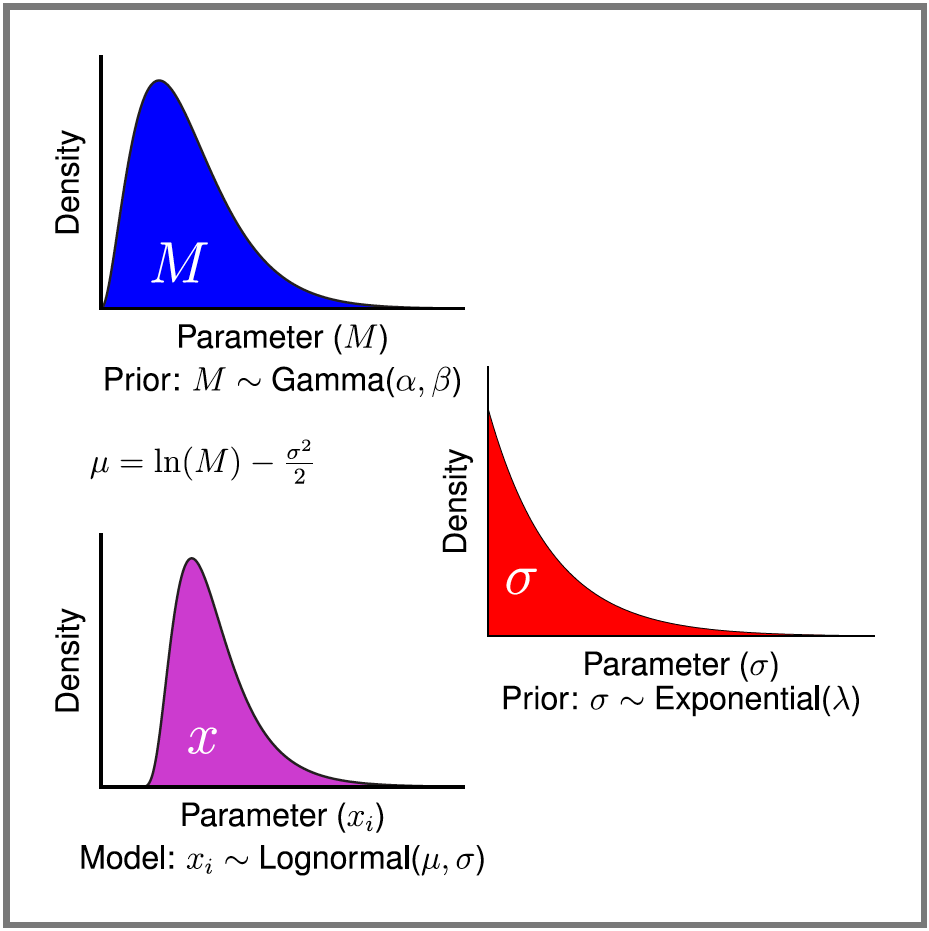 Density
M
Parameter (M)
Prior: M ∼ Gamma(α, β)
μ = ln(M) − σ²/2
Density
x
Parameter (xᵢ)
Model: xᵢ ∼ Lognormal(μ, σ)
Density
σ
Parameter (σ)
Prior: σ ∼ Exponential(λ)